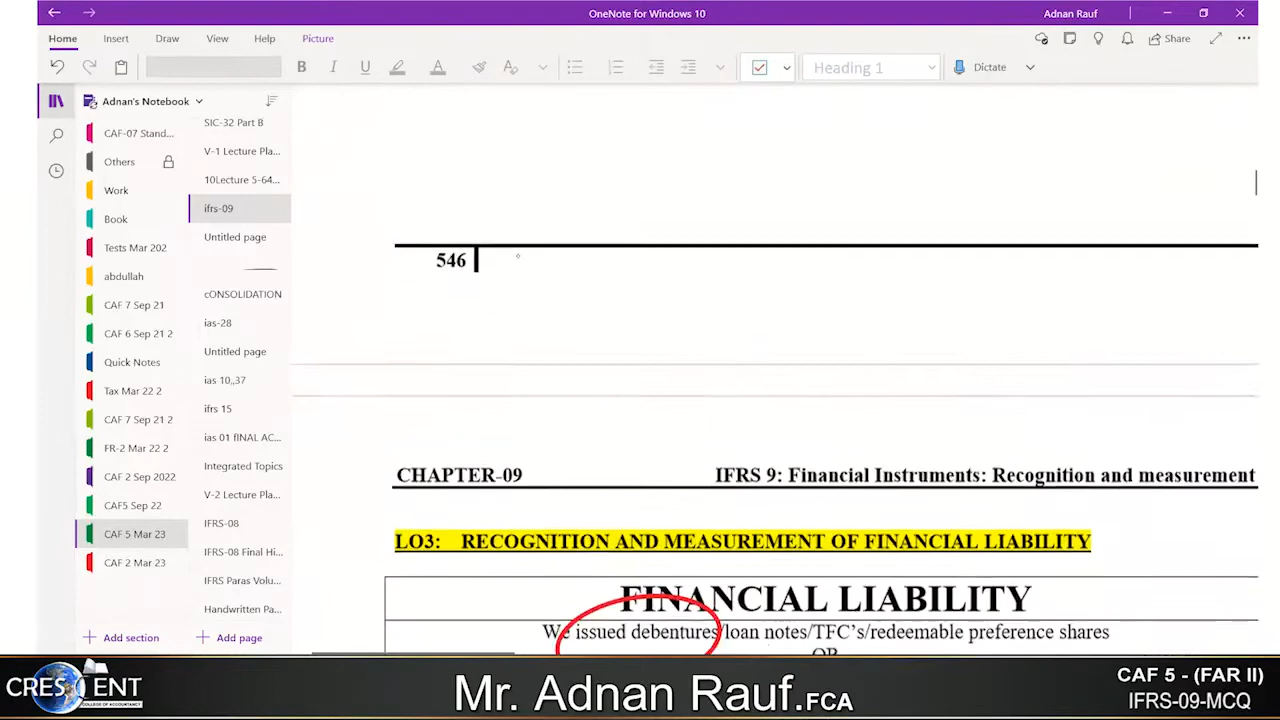 OneNote for Windows 10
Adnan Rauf
Home Insert Draw View Help Picture
Share
B I U A
Heading 1
Dictate
Adnan's Notebook
CAF-07 Stand...
Others
Work
Book
Tests Mar 202
abdullah
CAF 7 Sep 21
CAF 6 Sep 21 2
Quick Notes
Tax Mar 22 2
CAF 7 Sep 21 2
FR-2 Mar 22 2
CAF 2 Sep 2022
CAF5 Sep 22
CAF 5 Mar 23
CAF 2 Mar 23
Add section
SIC-32 Part B
V-1 Lecture Pla...
10Lecture 5-64...
ifrs-09
Untitled page
cONSOLIDATION
ias-28
Untitled page
ias 10,,37
ifrs 15
ias 01 fINAL AC...
Integrated Topics
V-2 Lecture Pla...
IFRS-08
IFRS-08 Final Hi...
IFRS Paras Volu...
Handwritten Pa...
Add page
546
CHAPTER-09 IFRS 9: Financial Instruments: Recognition and measurement
LO3: RECOGNITION AND MEASUREMENT OF FINANCIAL LIABILITY
FINANCIAL LIABILITY
We issued debentures/loan notes/TFC's/redeemable preference shares
OR
CRESCENT
COLLEGE OF ACCOUNTANCY
Mr. Adnan Rauf.FCA
CAF 5 - (FAR II)
IFRS-09-MCQ